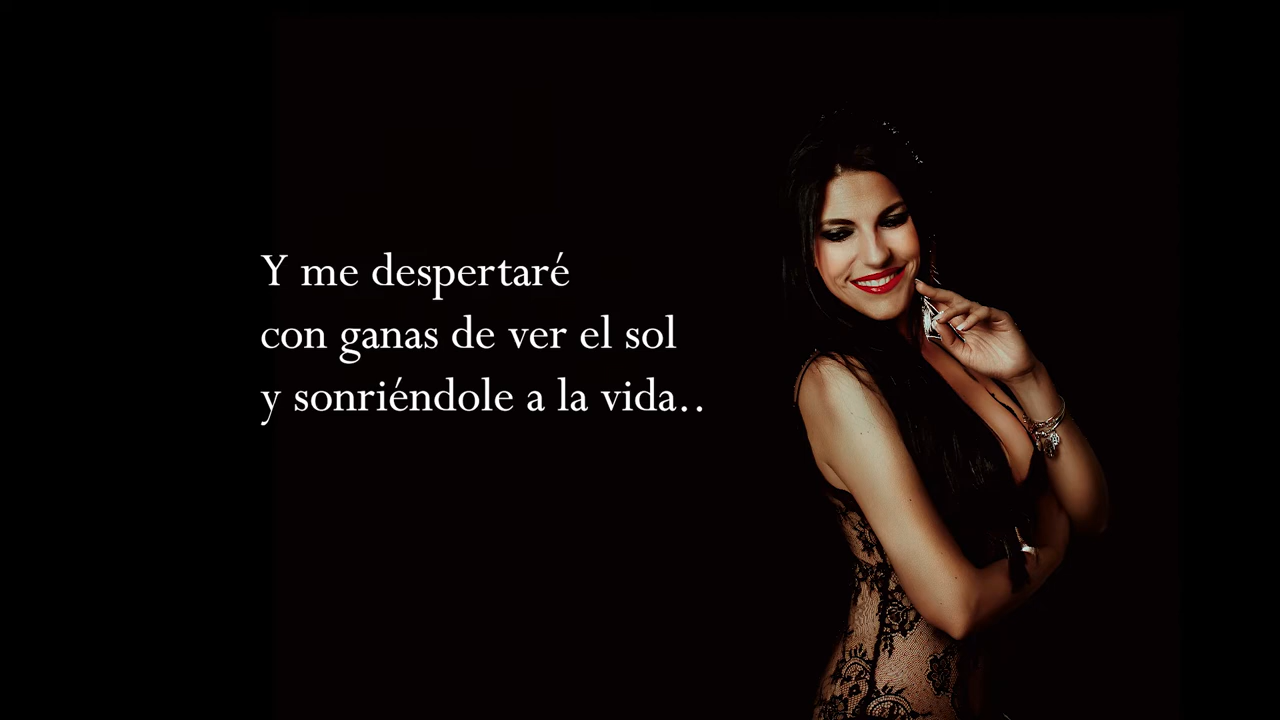 Y me despertaré
con ganas de ver el sol
y sonriéndole a la vida..